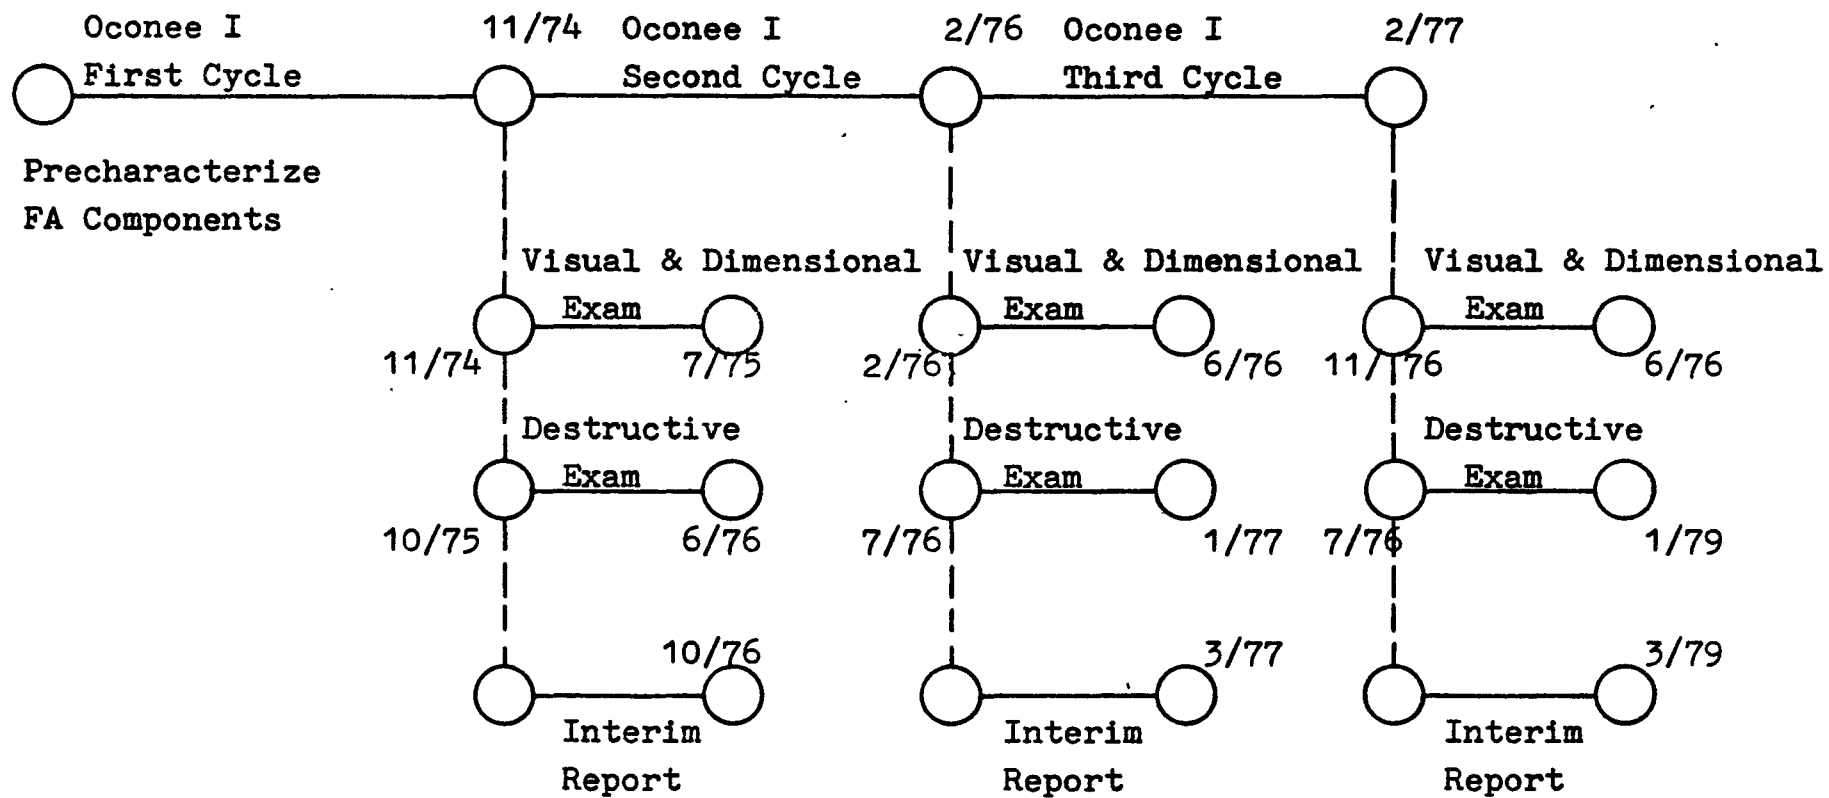 Oconee I
First Cycle
11/74
Oconee I
Second Cycle
2/76
Oconee I
Third Cycle
2/77
Precharacterize
FA Components
Visual & Dimensional
Exam
11/74
7/75
Destructive
Exam
10/75
6/76
10/76
Interim
Report
Visual & Dimensional
Exam
2/76
6/76
Destructive
Exam
7/76
1/77
3/77
Interim
Report
Visual & Dimensional
Exam
11/76
6/76
Destructive
Exam
7/76
1/79
3/79
Interim
Report